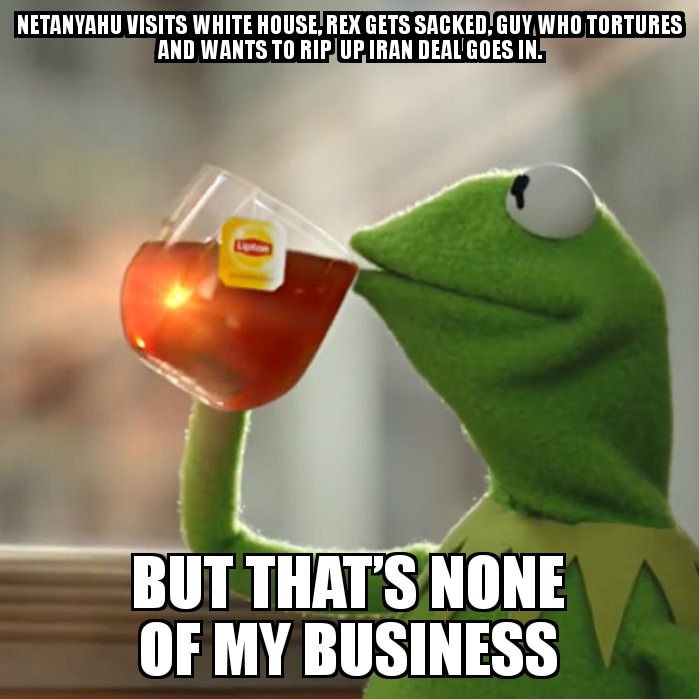 NETANYAHU VISITS WHITE HOUSE, REX GETS SACKED, GUY WHO TORTURES
AND WANTS TO RIP UP IRAN DEAL GOES IN.
Lipton
BUT THAT'S NONE
OF MY BUSINESS